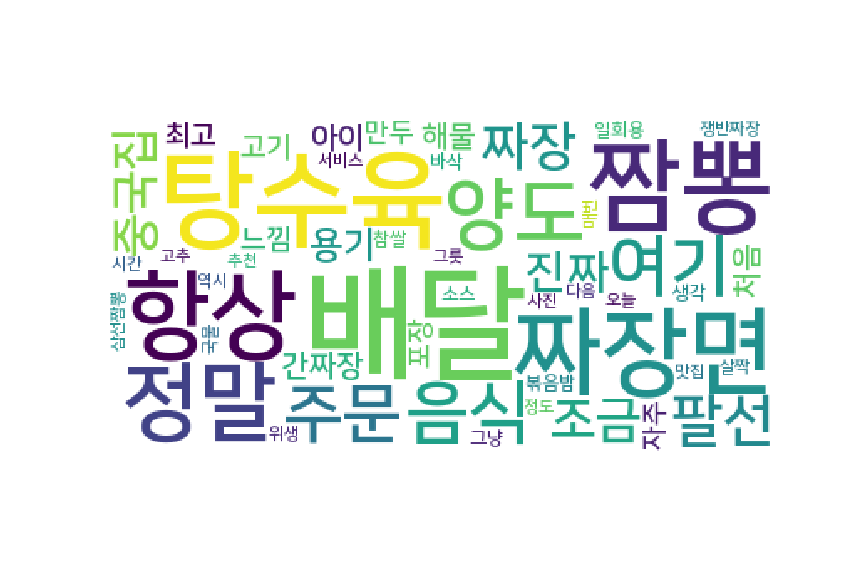 최고
고기
아이
만두
해물
짜장
일회용
쟁반짜장
중국집
탕수육
서비스
바삭
짬뽕
양도
매번
느낌
용기
참쌀
진짜
여기
처음
시간
고추
추천
그릇
항상
역시
배달
소스
사진
다음
오늘
생각
삼선짬뽕
국물
포장
짜장면
간짜장
맛집
살짝
정말
주문
음식
볶음밥
정도
조금
자주
팔선
위생
그냥